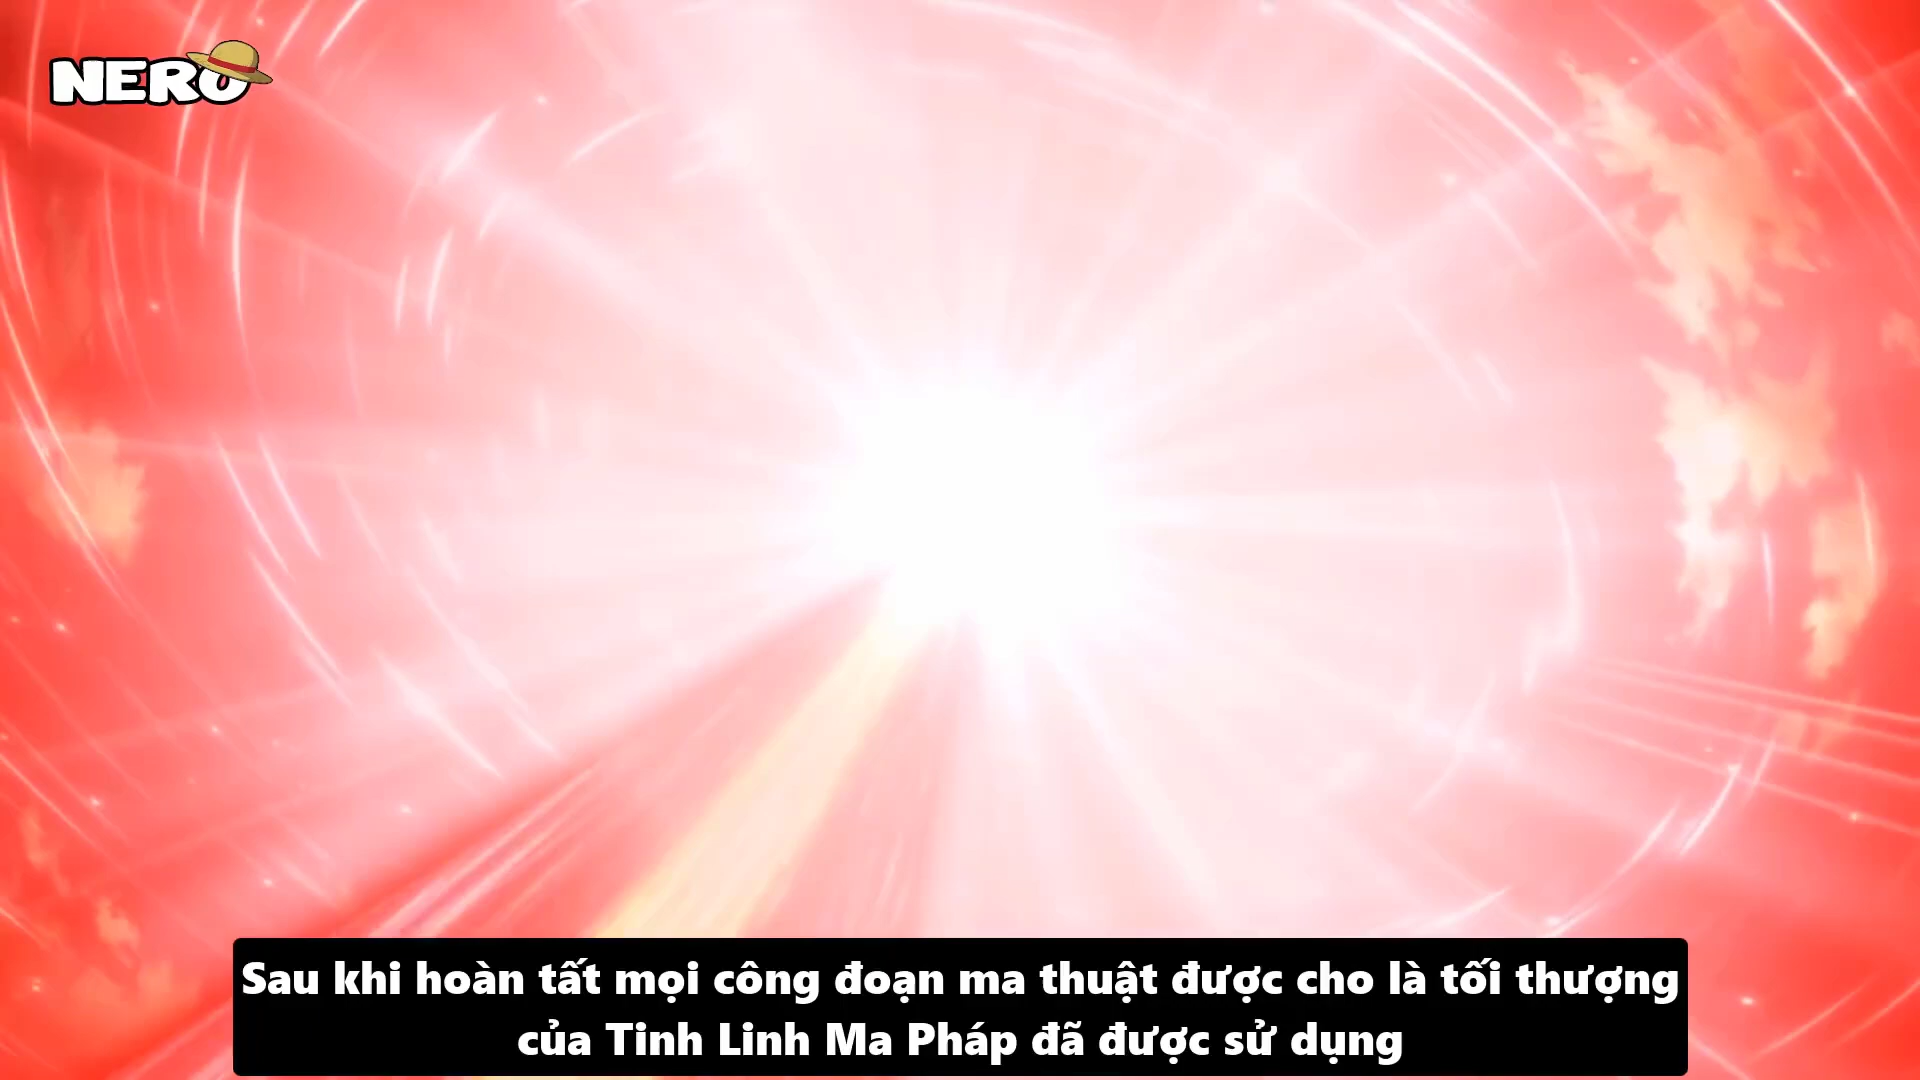 NERO
Sau khi hoàn tất mọi công đoạn ma thuật được cho là tối thượng
của Tinh Linh Ma Pháp đã được sử dụng